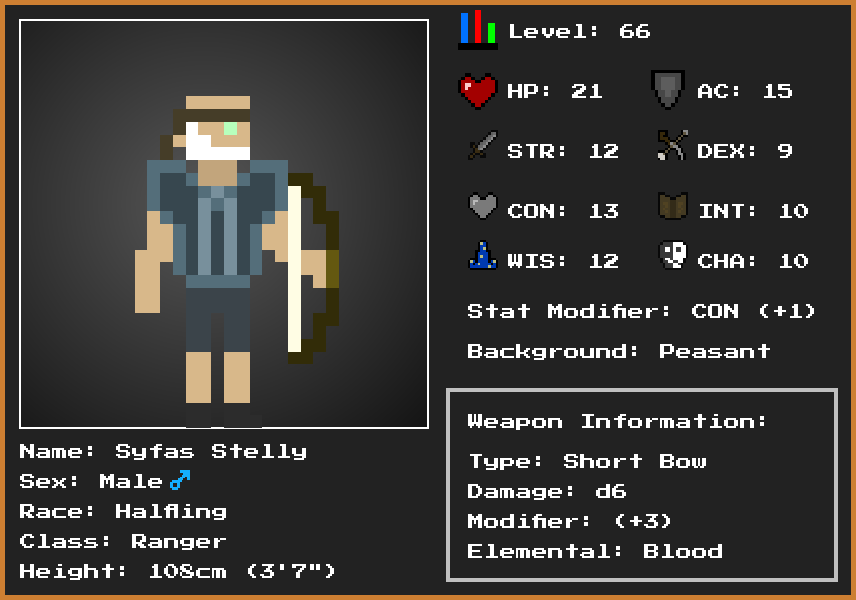 Level: 66
HP: 21 AC: 15
STR: 12 DEX: 9
CON: 13 INT: 10
WIS: 12 CHA: 10
Stat Modifier: CON (+1)
Background: Peasant
Weapon Information:
Type: Short Bow
Damage: d6
Modifier: (+3)
Elemental: Blood
Name: Syfas Stelly
Sex: Male♂
Race: Halfling
Class: Ranger
Height: 108cm (3'7")